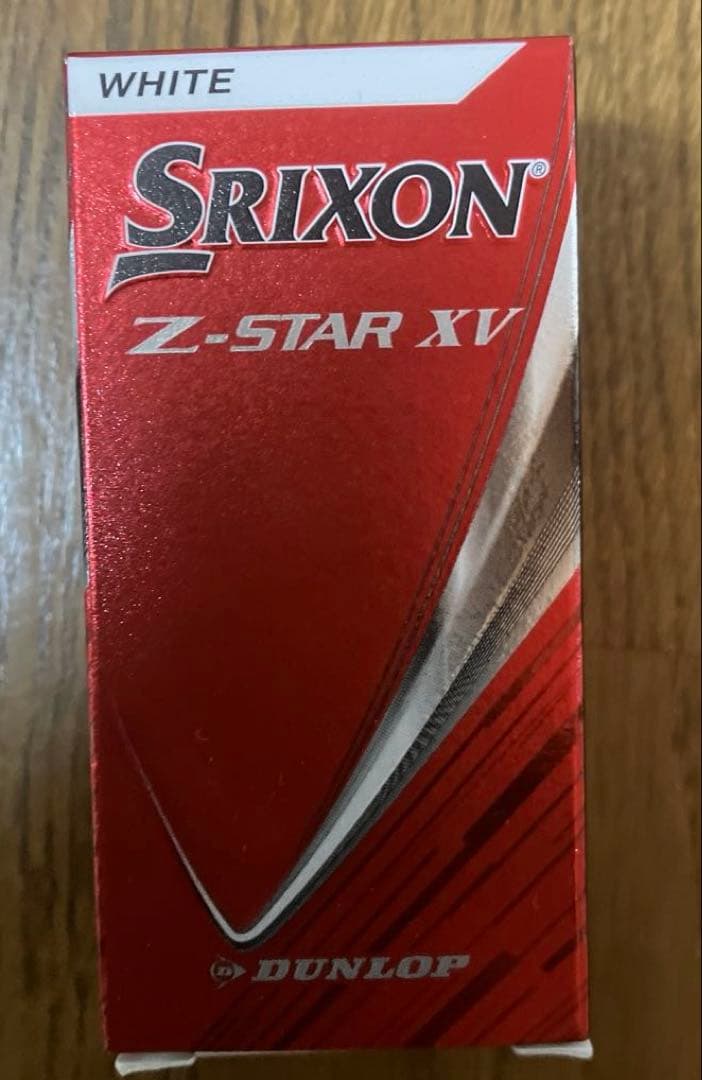 WHITE
SRIXON®
Z-STAR XV
DUNLOP